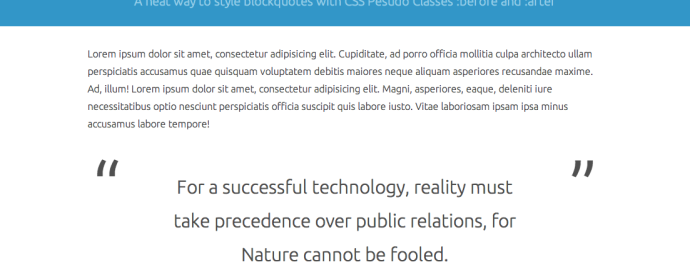 A neat way to style blockquotes with CSS Pesudo Classes :before and :after
Lorem ipsum dolor sit amet, consectetur adipisicing elit. Cupiditate, ad porro officia mollitia culpa architecto ullam
perspiciatis accusamus quae quisquam voluptatem debitis maiores neque aliquam asperiores recusandae maxime.
Ad, illum! Lorem ipsum dolor sit amet, consectetur adipisicing elit. Magni, asperiores, eaque, deleniti iure
necessitatibus optio nesciunt perspiciatis officia suscipit quis labore iusto. Vitae laboriosam ipsam ipsa minus
accusamus labore tempore!
“ ”
For a successful technology, reality must
take precedence over public relations, for
Nature cannot be fooled.